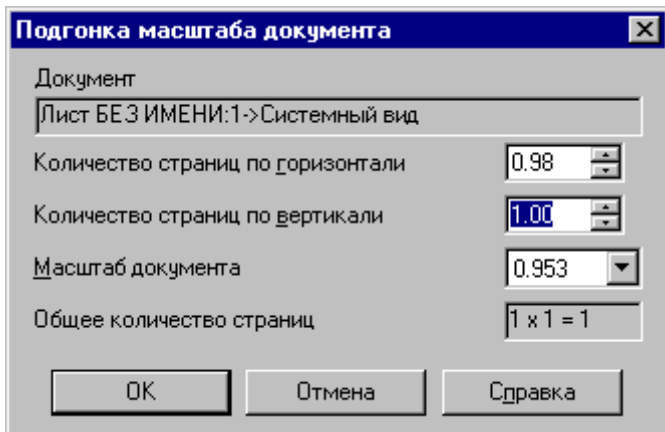 Подгонка масштаба документа
Документ
Лист БЕЗ ИМЕНИ:1->Системный вид
Количество страниц по горизонтали 0.98
Количество страниц по вертикали 1.00
Масштаб документа 0.953
Общее количество страниц 1 x 1 = 1
OK Отмена Справка